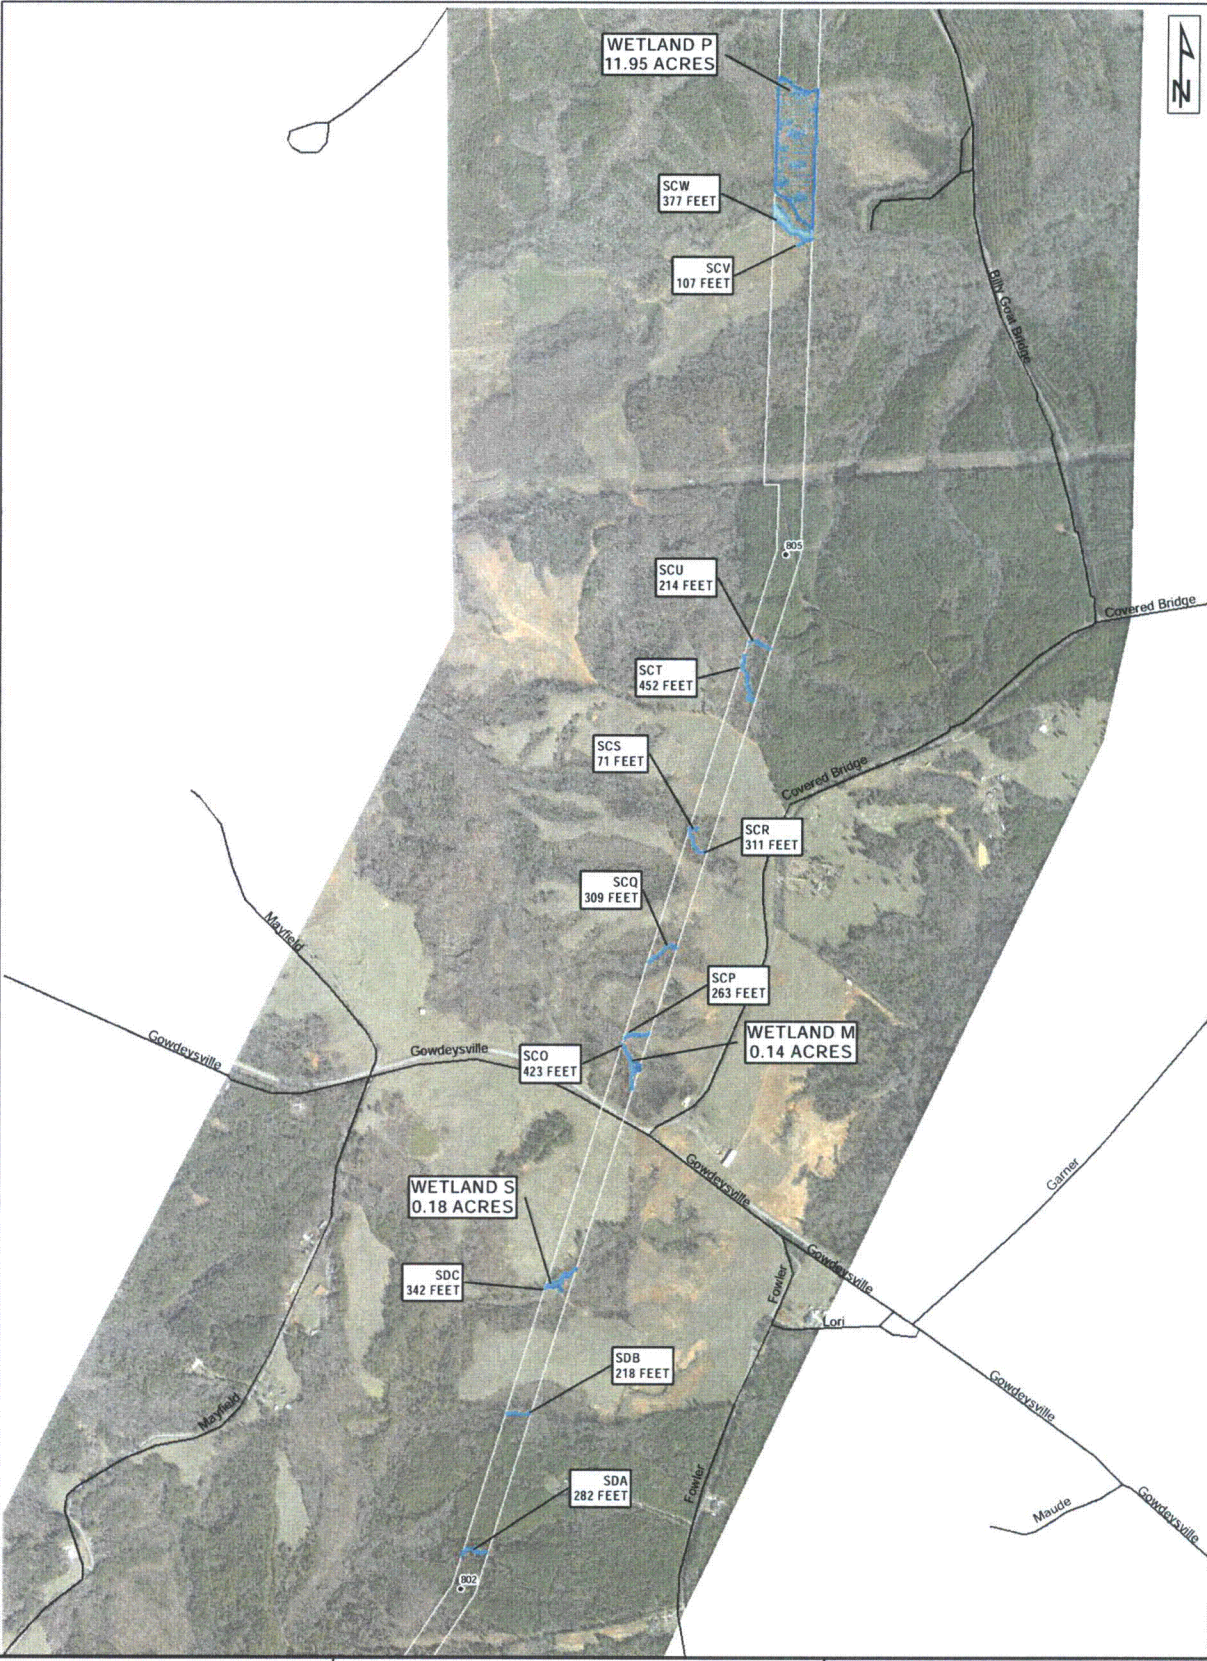 WETLAND P
11.95 ACRES
N
SCW
377 FEET
SCV
107 FEET
Billy Goat Bridge
805
SCU
214 FEET
Covered Bridge
SCT
452 FEET
SCS
71 FEET
Covered Bridge
SCR
311 FEET
SCQ
309 FEET
Mayfield
SCP
263 FEET
WETLAND M
0.14 ACRES
Gowdeysville
Gowdeysville
SCO
423 FEET
Gowdeysville
Garner
WETLAND S
0.18 ACRES
Gowdeysville
SDC
342 FEET
Fowler
Lori
SDB
218 FEET
Gowdeysville
Mayfield
SDA
282 FEET
Fowler
Maude
Gowdeysville
802